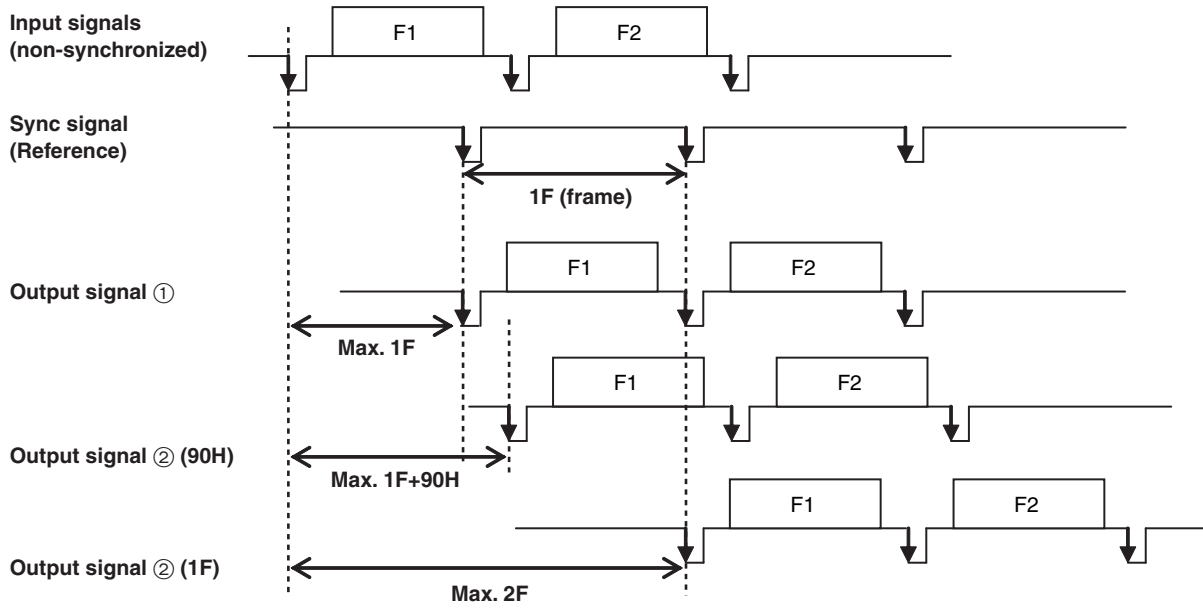 Input signals
(non-synchronized)
F1
F2
Sync signal
(Reference)
1F (frame)
F1
F2
Output signal ①
Max. 1F
F1
F2
Output signal ② (90H)
Max. 1F+90H
F1
F2
Output signal ② (1F)
Max. 2F